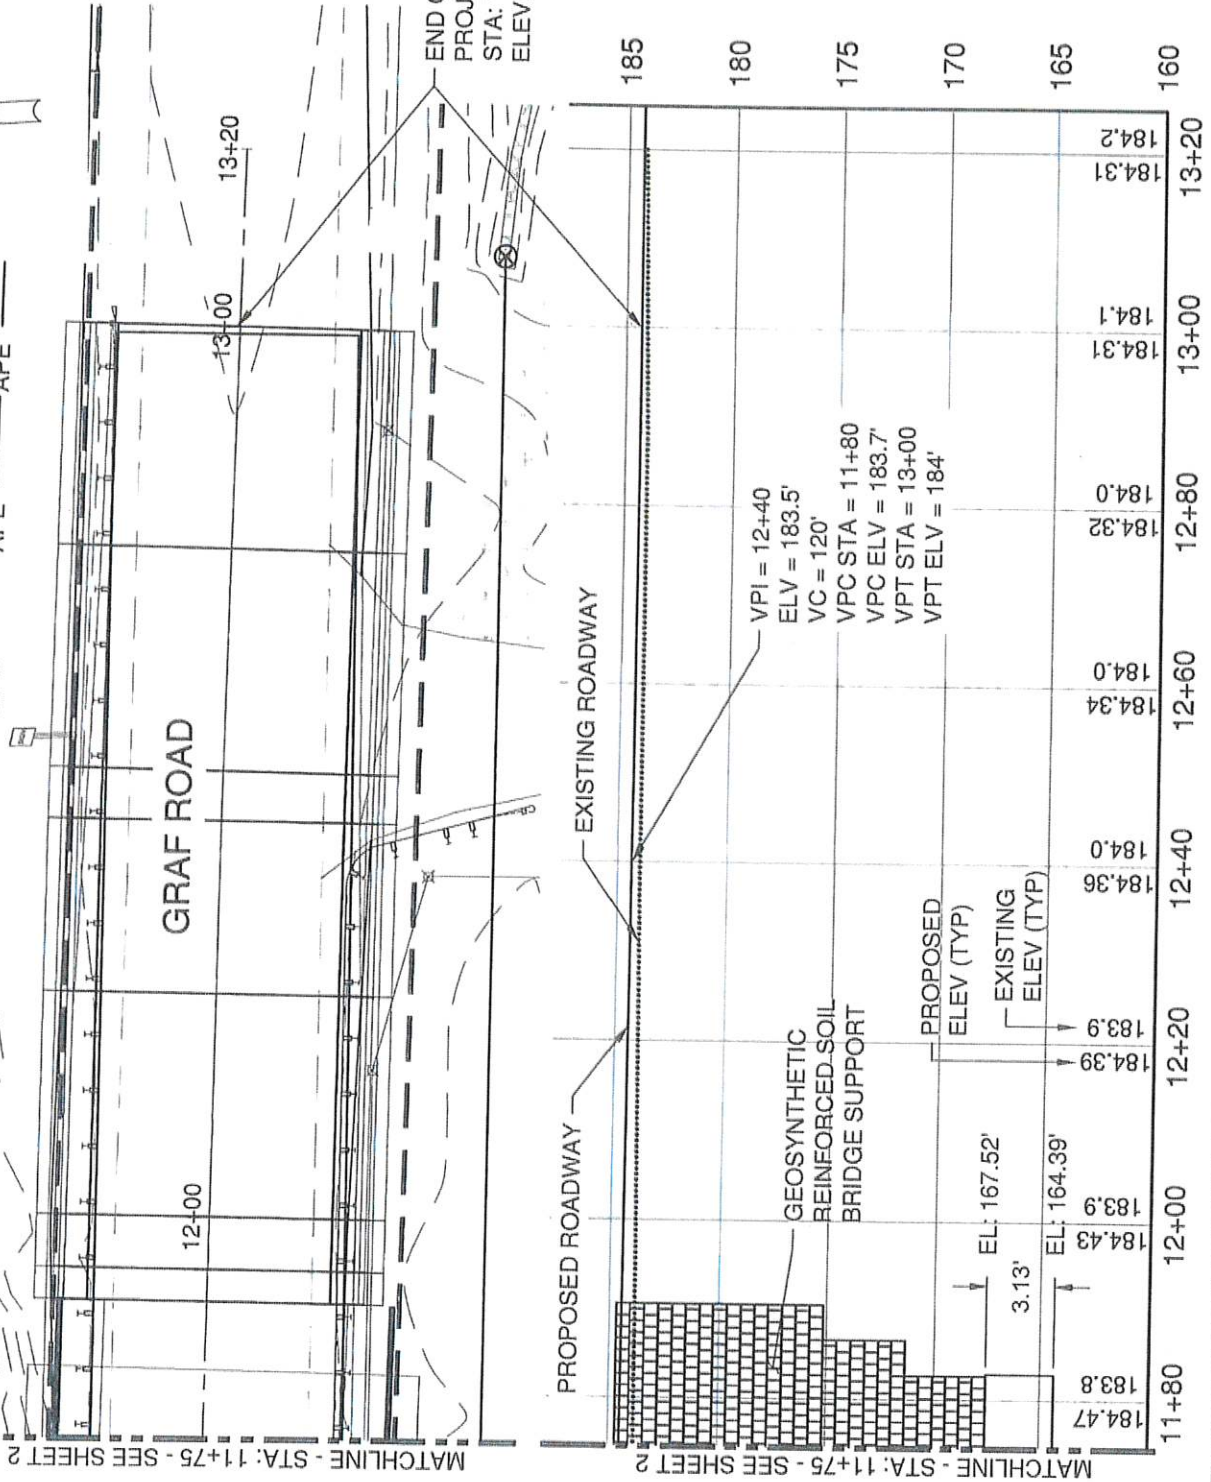 APE
END
PROJ
STA:
ELEV
13+20
13+00
GRAF ROAD
12+00
MATCHLINE - STA: 11+75 - SEE SHEET 2
185
180
175
170
165
160
PROPOSED ROADWAY
EXISTING ROADWAY
VPI = 12+40
ELV = 183.5'
VC = 120'
VPC STA = 11+80
VPC ELV = 183.7'
VPT STA = 13+00
VPT ELV = 184'
GEOSYNTHETIC
REINFORCED SOIL
BRIDGE SUPPORT
PROPOSED
ELEV (TYP)
EXISTING
ELEV (TYP)
EL: 167.52'
3.13'
EL: 164.39'
184.47
183.8
184.43
183.9
184.39
183.9
184.36
184.0
184.34
184.0
184.32
184.0
184.31
184.1
184.31
184.2
11+80
12+00
12+20
12+40
12+60
12+80
13+00
13+20
MATCHLINE - STA: 11+75 - SEE SHEET 2